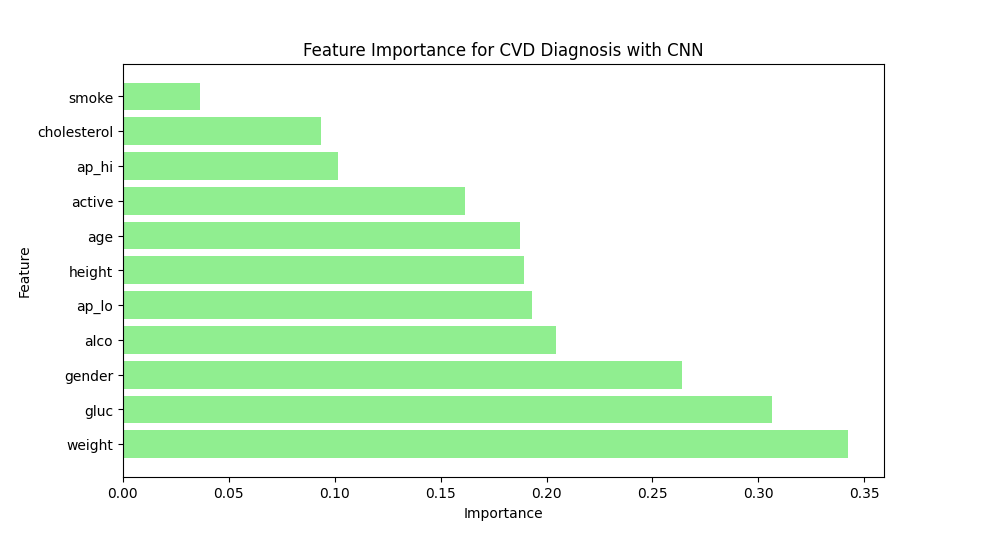 Feature Importance for CVD Diagnosis with CNN
smoke
cholesterol
ap_hi
active
age
height
ap_lo
alco
gender
gluc
weight
Feature
0.00 0.05 0.10 0.15 0.20 0.25 0.30 0.35
Importance